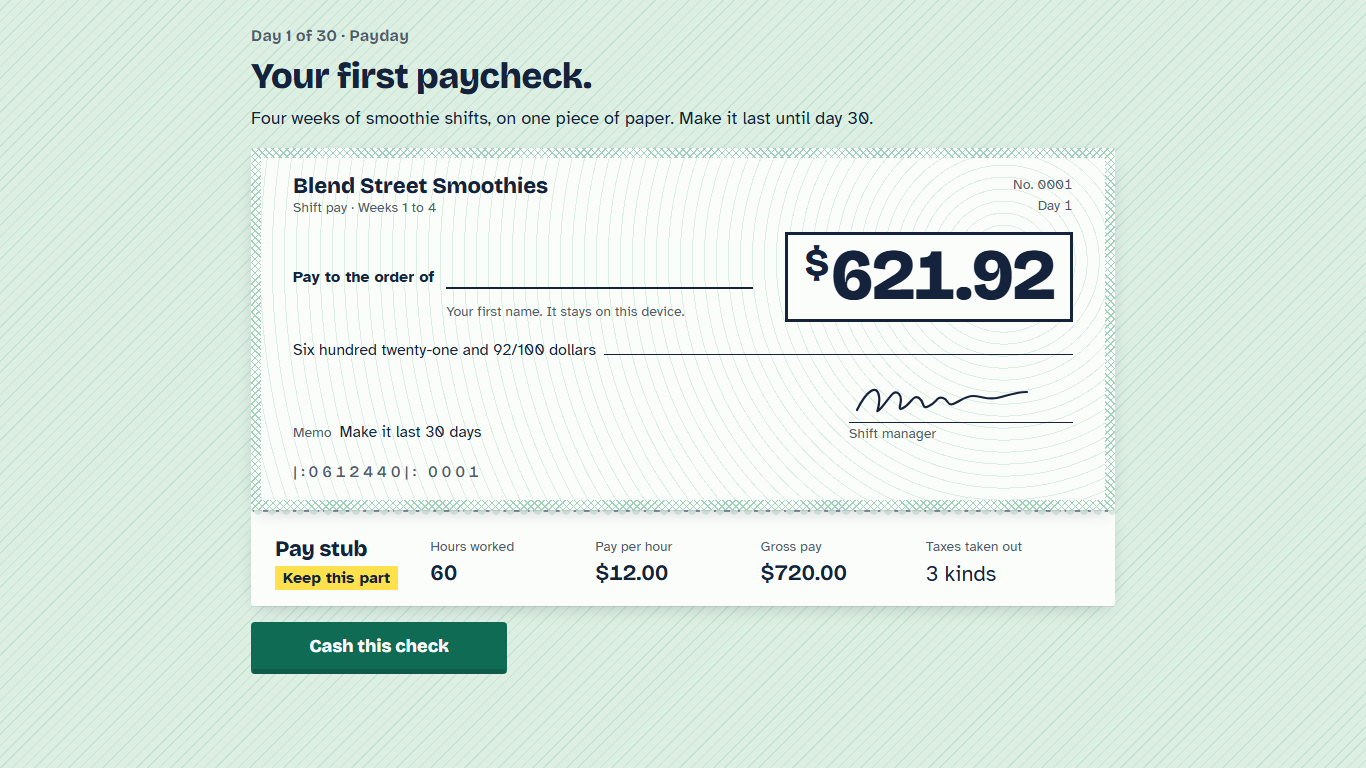 Day 1 of 30 · Payday
Your first paycheck.
Four weeks of smoothie shifts, on one piece of paper. Make it last until day 30.
Blend Street Smoothies
No. 0001
Shift pay · Weeks 1 to 4
Day 1
Pay to the order of
$621.92
Your first name. It stays on this device.
Six hundred twenty-one and 92/100 dollars
Memo Make it last 30 days
Shift manager
|:0612440|: 0001
Pay stub
Keep this part
Hours worked
60
Pay per hour
$12.00
Gross pay
$720.00
Taxes taken out
3 kinds
Cash this check